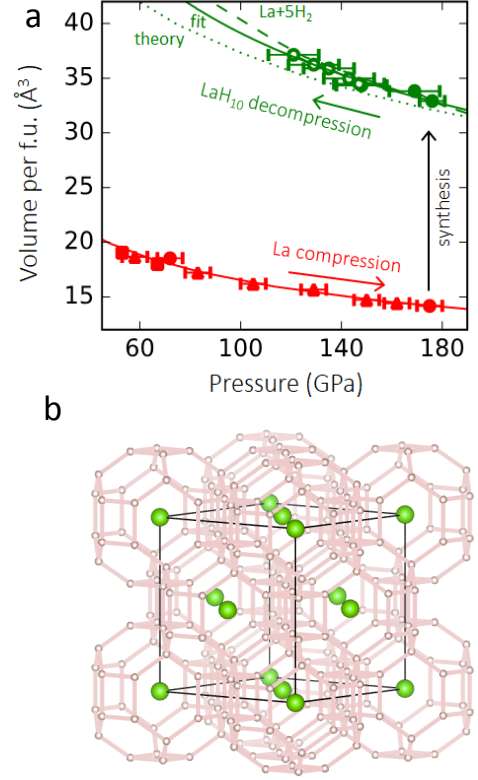 a
La+5H₂
fit
theory
LaH₁₀ decompression
La compression
synthesis
Volume per f.u. (Å³)
40
35
30
25
20
15
60
100
140
180
Pressure (GPa)
b